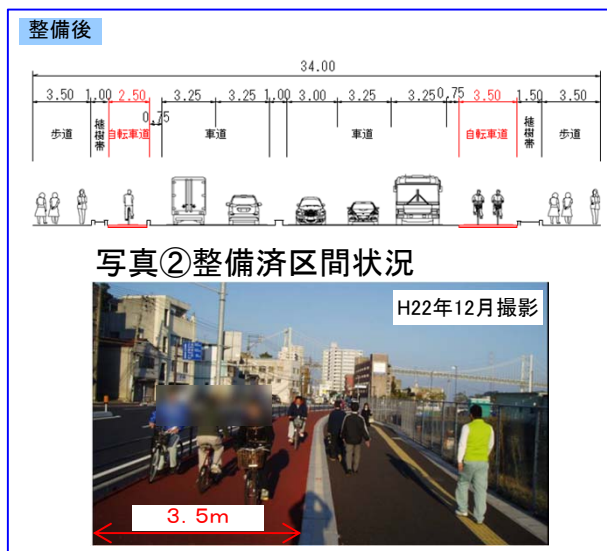 整備後
34.00
3.50 1.00 2.50 0.75 3.25 3.25 1.00 3.00 3.25 3.25 0.75 3.50 1.50 3.50
歩道 植樹帯 自転車道 車道 車道 自転車道 植樹帯 歩道
写真②整備済区間状況
H22年12月撮影
3.5m